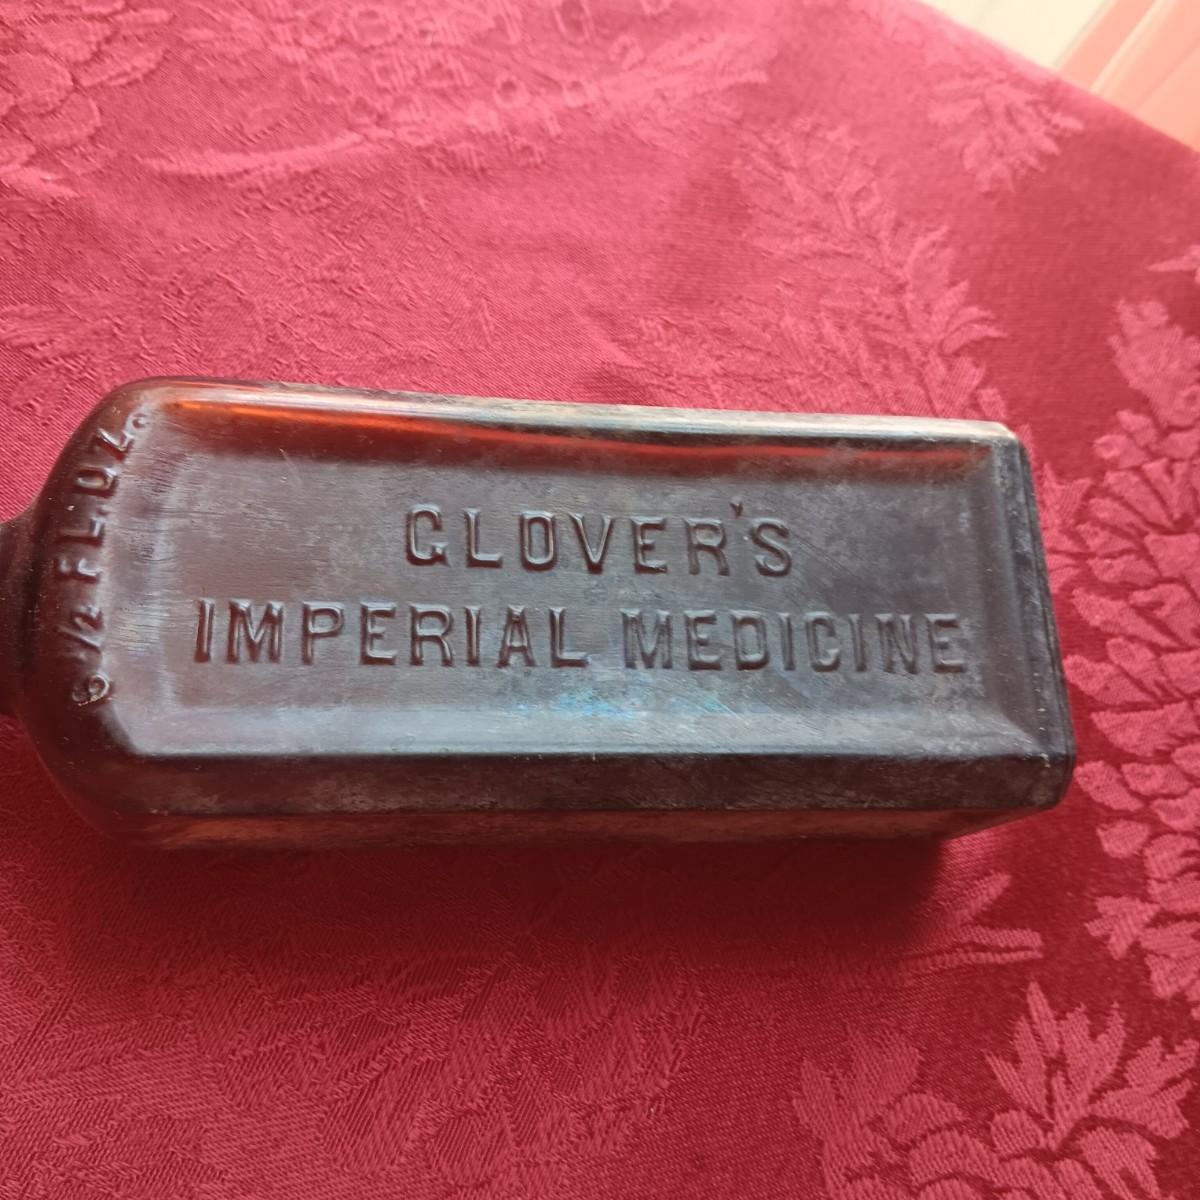 6 1/2 FL. OZ.
GLOVER'S
IMPERIAL MEDICINE